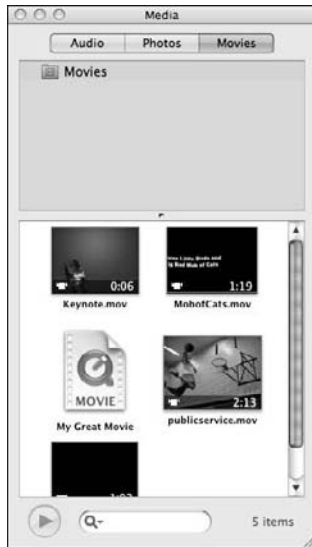 Media
Audio Photos Movies
Movies
0:06 1:19
Keynote.mov MobofCats.mov
MOVIE 2:13
My Great Movie publicservice.mov
5 items